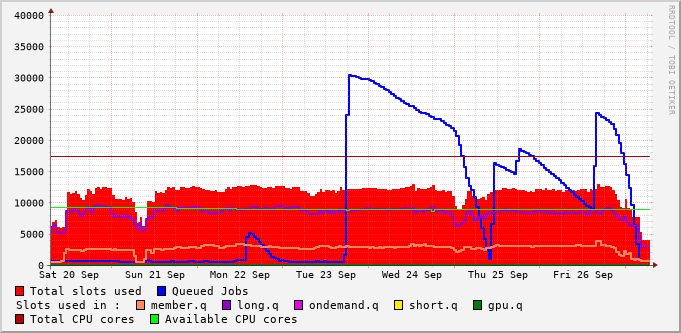 40000
35000
30000
25000
20000
15000
10000
5000
0
Sat 20 Sep Sun 21 Sep Mon 22 Sep Tue 23 Sep Wed 24 Sep Thu 25 Sep Fri 26 Sep
Total slots used Queued Jobs
Slots used in : member.q long.q ondemand.q short.q gpu.q
Total CPU cores Available CPU cores
RRDTOOL / TOBI OETIKER